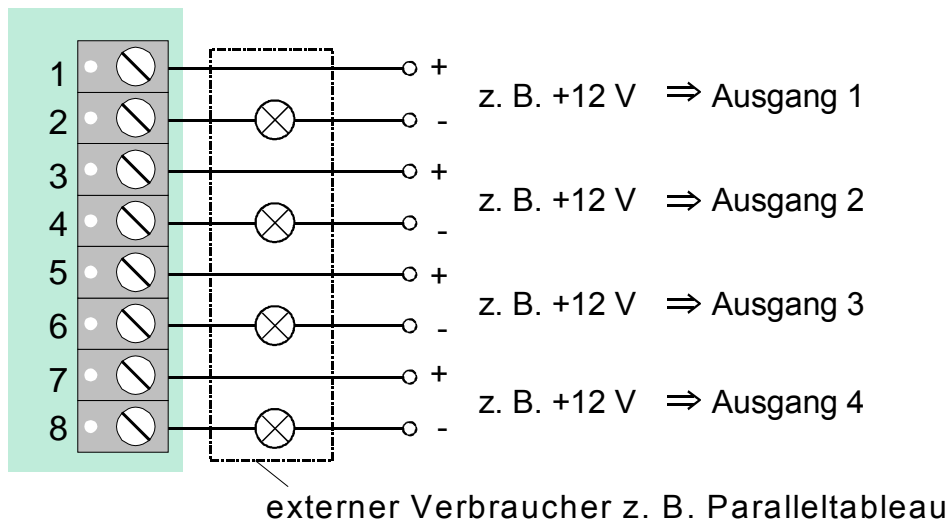 1 +
z. B. +12 V ⇒ Ausgang 1
2 -
3 +
z. B. +12 V ⇒ Ausgang 2
4 -
5 +
z. B. +12 V ⇒ Ausgang 3
6 -
7 +
z. B. +12 V ⇒ Ausgang 4
8 -
externer Verbraucher z. B. Paralleltableau